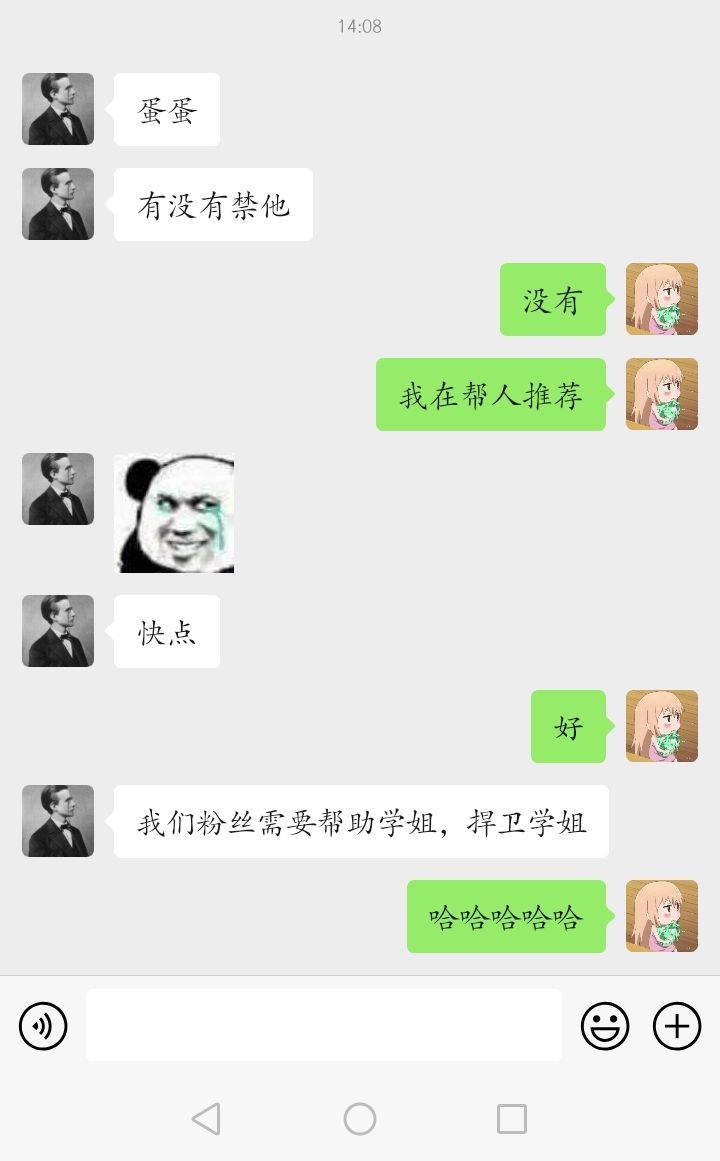 14:08
蛋蛋
有没有禁他
没有
我在帮人推荐
快点
好
我们粉丝需要帮助学姐，捍卫学姐
哈哈哈哈哈